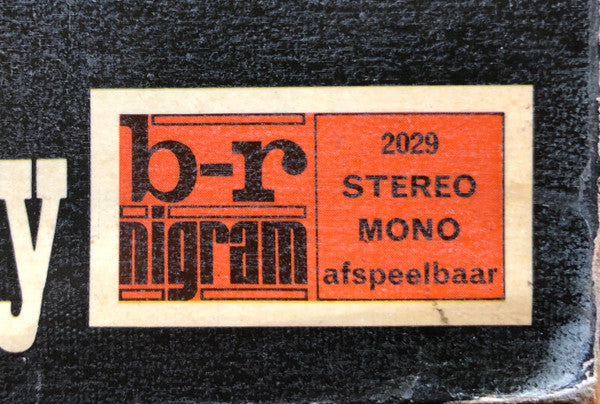 y
b-r
nigram
2029
STEREO
MONO
afspeelbaar